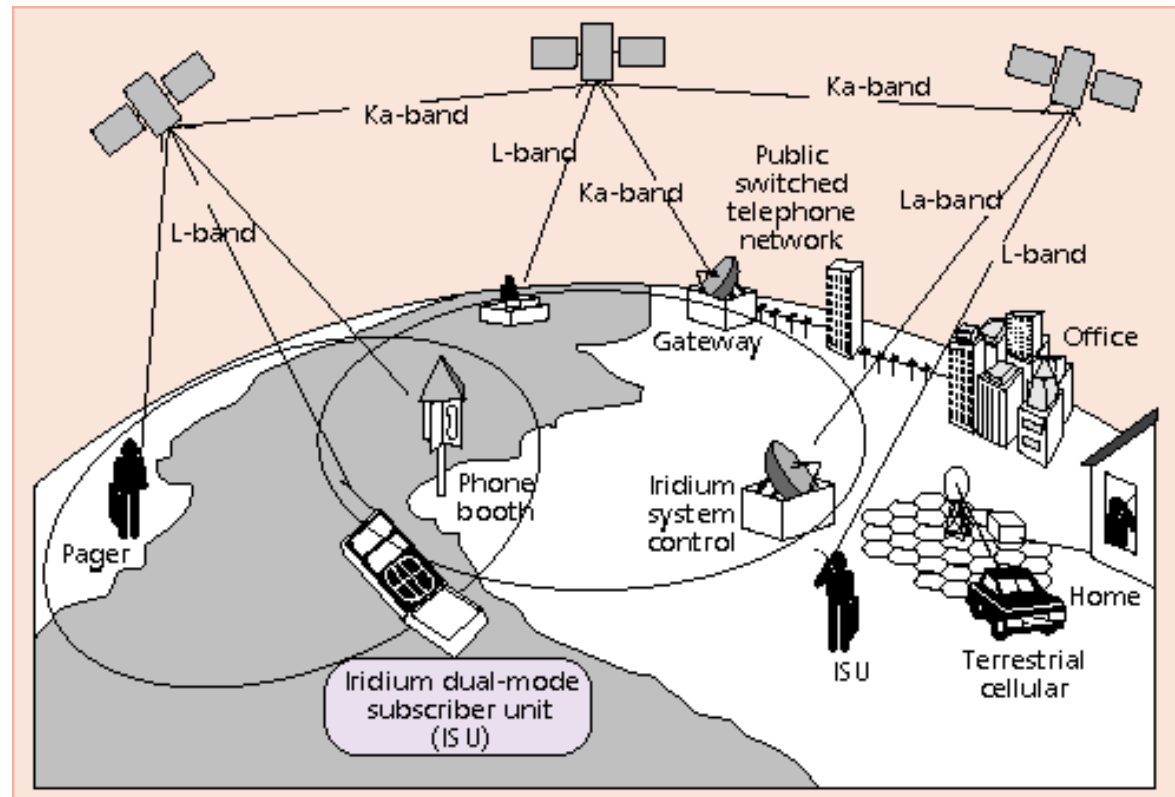 Ka-band
Ka-band
L-band
Ka-band
Public
switched
telephone
network
La-band
L-band
L-band
Office
Gateway
Phone
booth
Iridium
system
control
Pager
Home
ISU
Terrestrial
cellular
Iridium dual-mode
subscriber unit
(ISU)